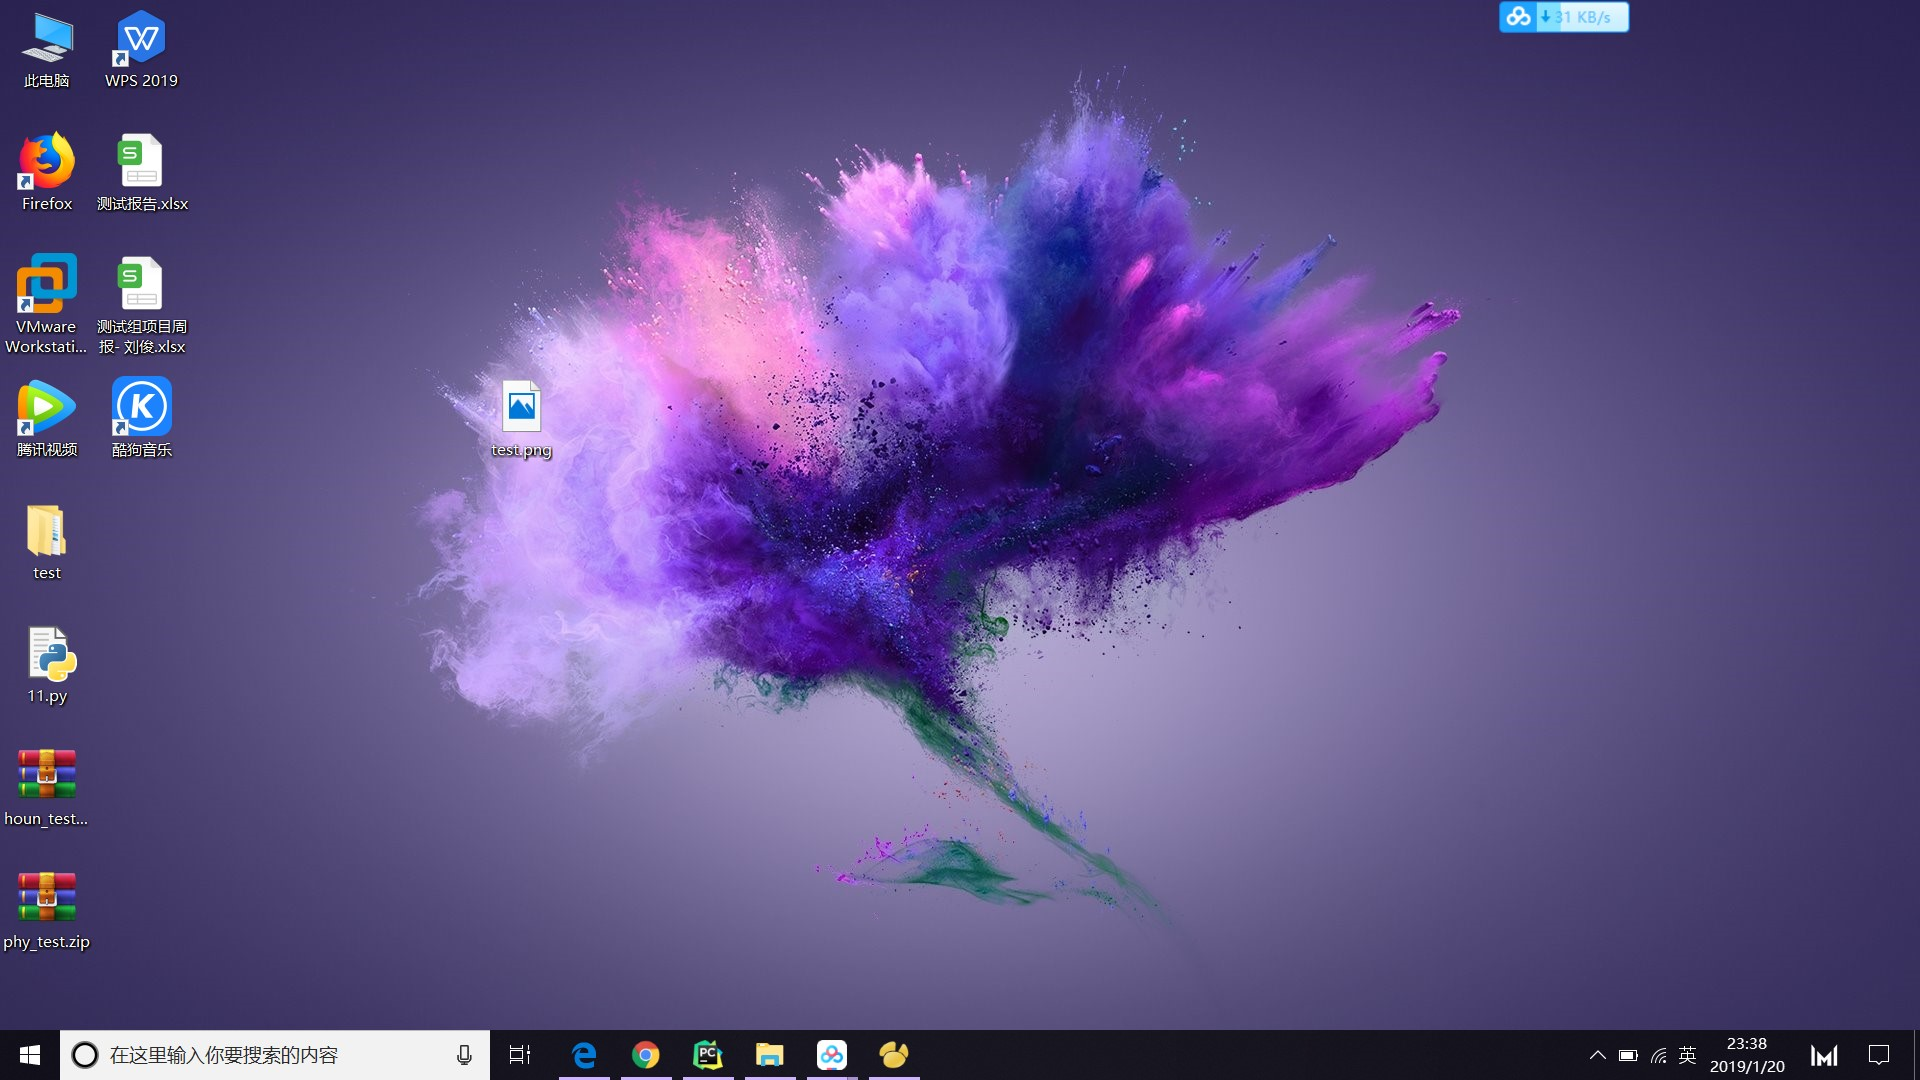 此电脑
WPS 2019
31 KB/s
Firefox
测试报告.xlsx
VMware
Workstati...
测试组项目周
报- 刘俊.xlsx
腾讯视频
酷狗音乐
test.png
test
11.py
houn_test...
phy_test.zip
在这里输入你要搜索的内容
英
23:38
2019/1/20